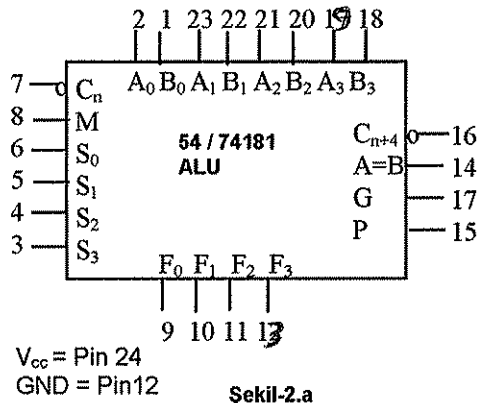 2 1 23 22 21 20 19 18
A₀ B₀ A₁ B₁ A₂ B₂ A₃ B₃
7 Cₙ
8 M
6 S₀
5 S₁
4 S₂
3 S₃
54 / 74181
ALU
Cₙ₊₄ 16
A=B 14
G 17
P 15
F₀ F₁ F₂ F₃
9 10 11 13
Vcc = Pin 24
GND = Pin12
Sekil-2.a